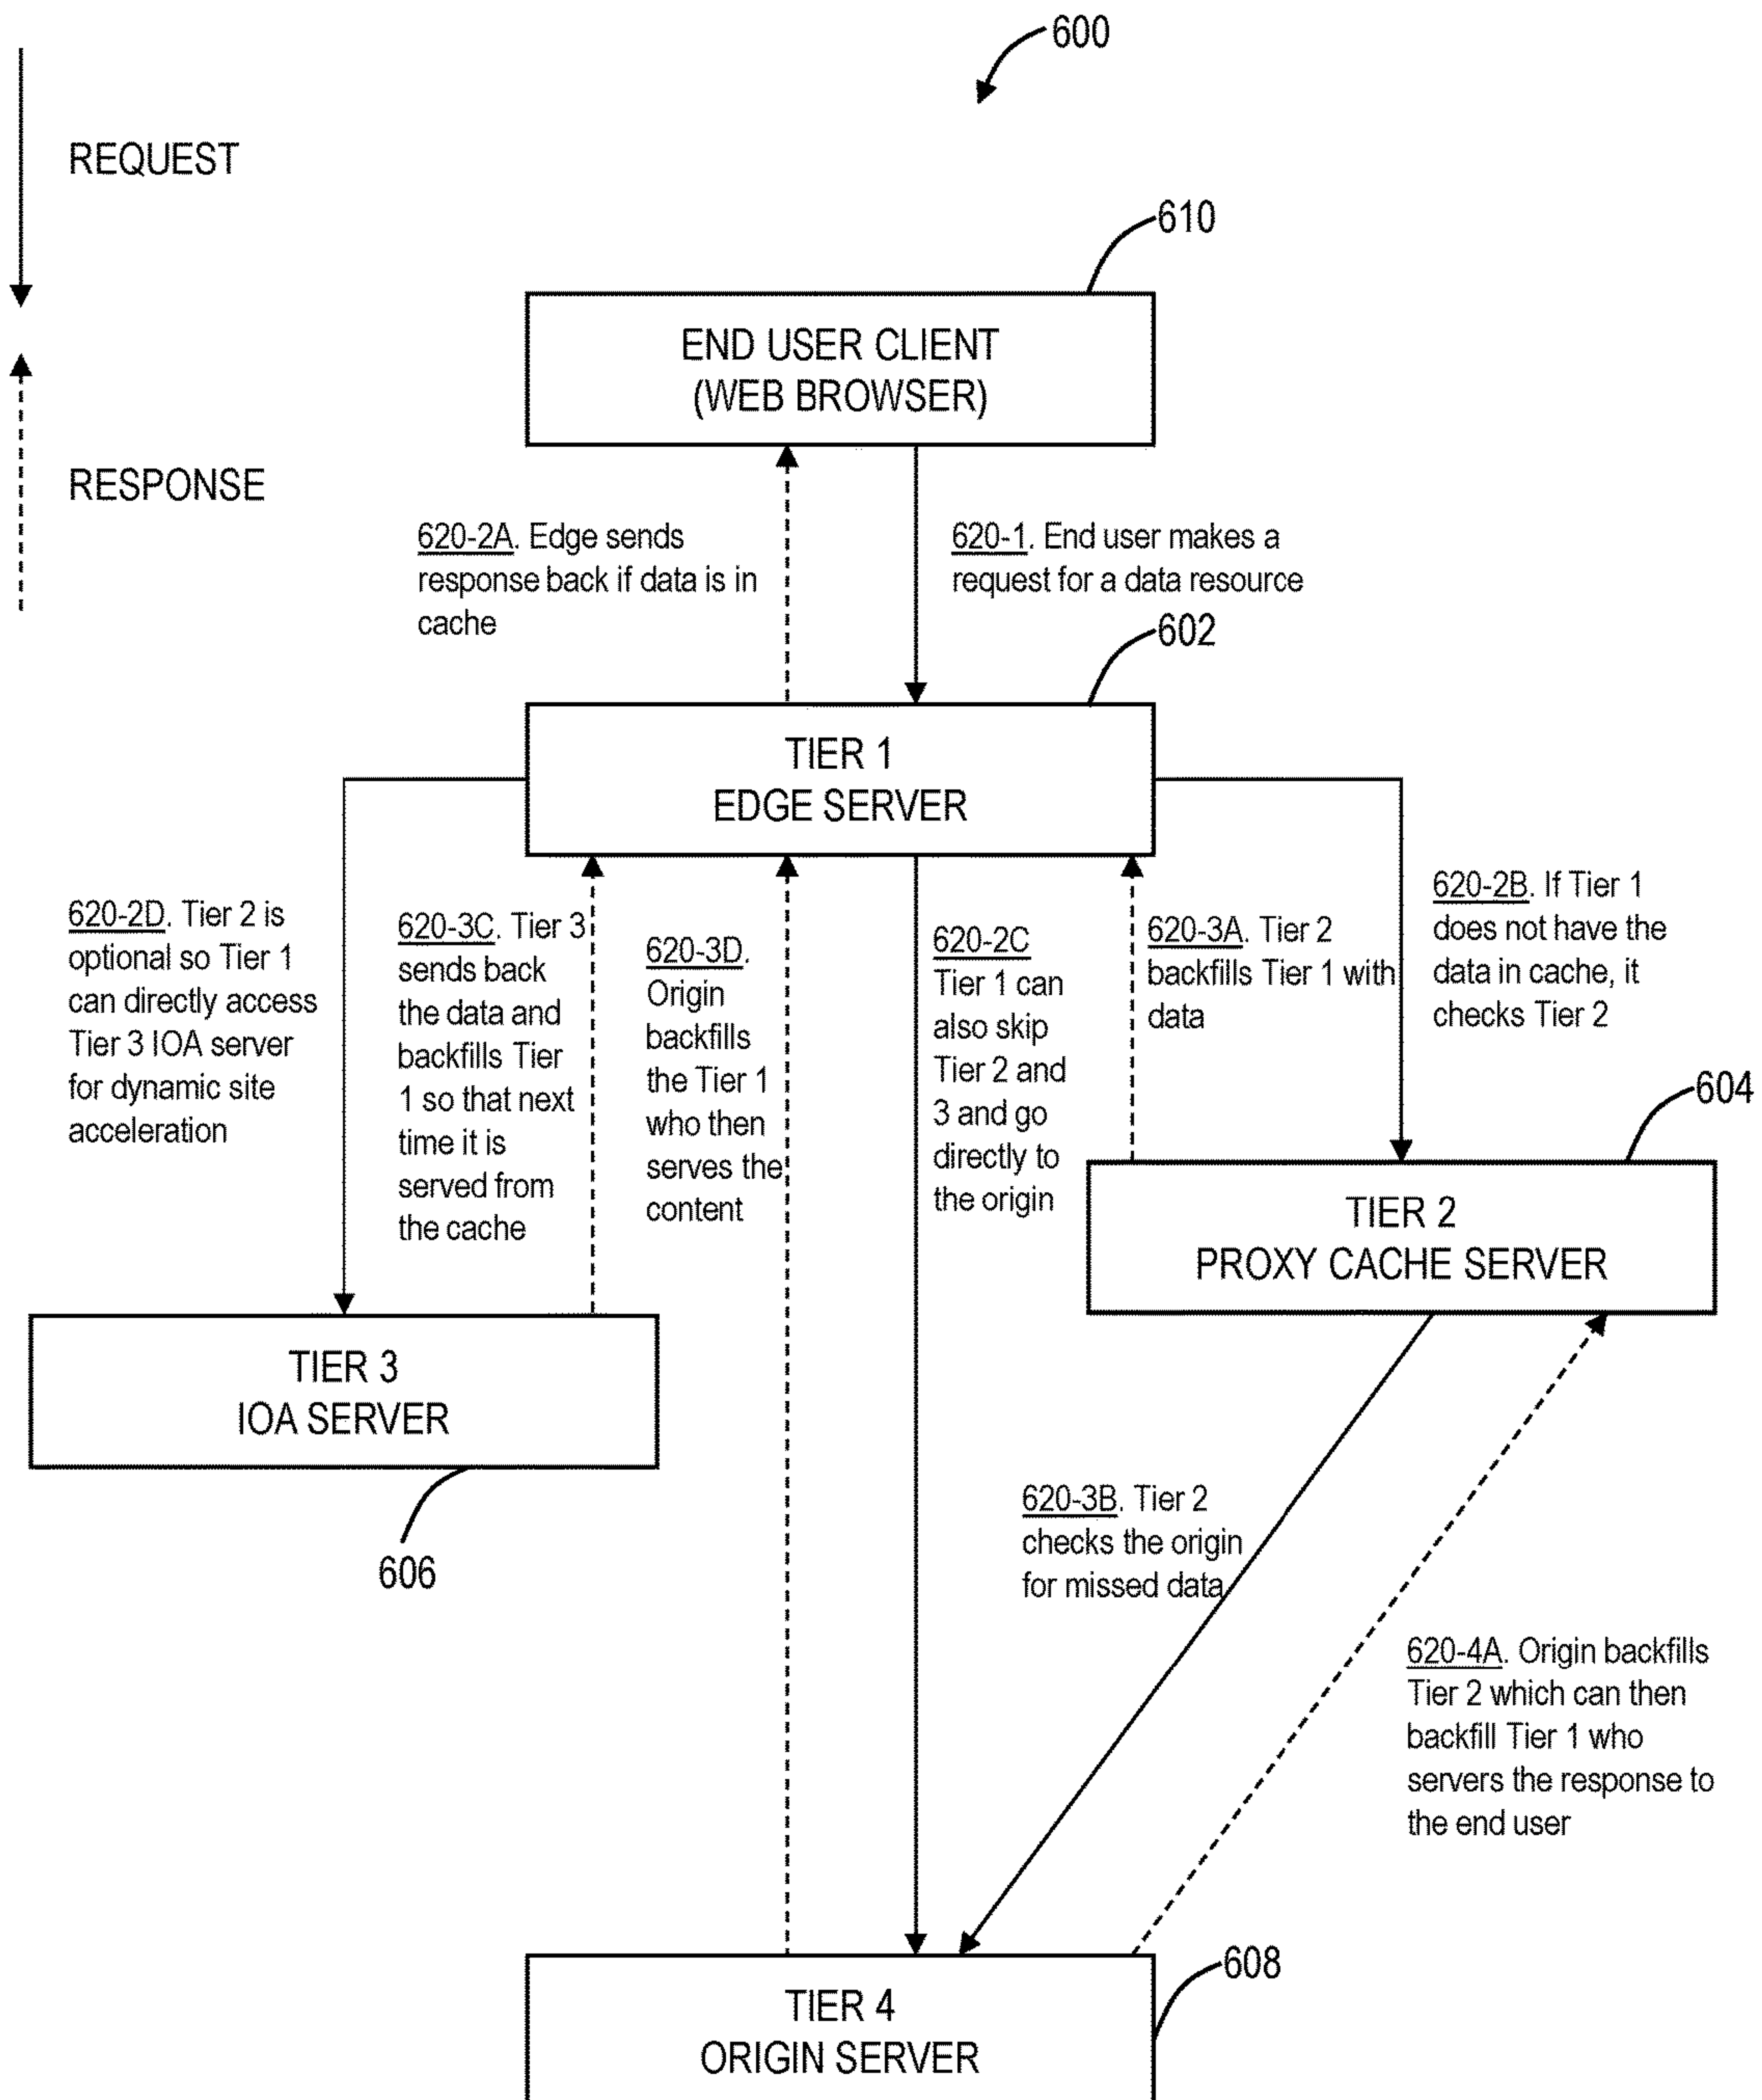 600
REQUEST
610
END USER CLIENT
(WEB BROWSER)
RESPONSE
620-2A. Edge sends
response back if data is in
cache
620-1. End user makes a
request for a data resource
602
TIER 1
EDGE SERVER
620-2D. Tier 2 is
optional so Tier 1
can directly access
Tier 3 IOA server
for dynamic site
acceleration
620-3C. Tier 3
sends back
the data and
backfills Tier
1 so that next
time it is
served from
the cache
620-3D.
Origin
backfills
the Tier 1
who then
serves the
content
620-2C
Tier 1 can
also skip
Tier 2 and
3 and go
directly to
the origin
620-3A. Tier 2
backfills Tier 1 with
data
620-2B. If Tier 1
does not have the
data in cache, it
checks Tier 2
604
TIER 2
PROXY CACHE SERVER
TIER 3
IOA SERVER
606
620-3B. Tier 2
checks the origin
for missed data
620-4A. Origin backfills
Tier 2 which can then
backfill Tier 1 who
servers the response to
the end user
608
TIER 4
ORIGIN SERVER